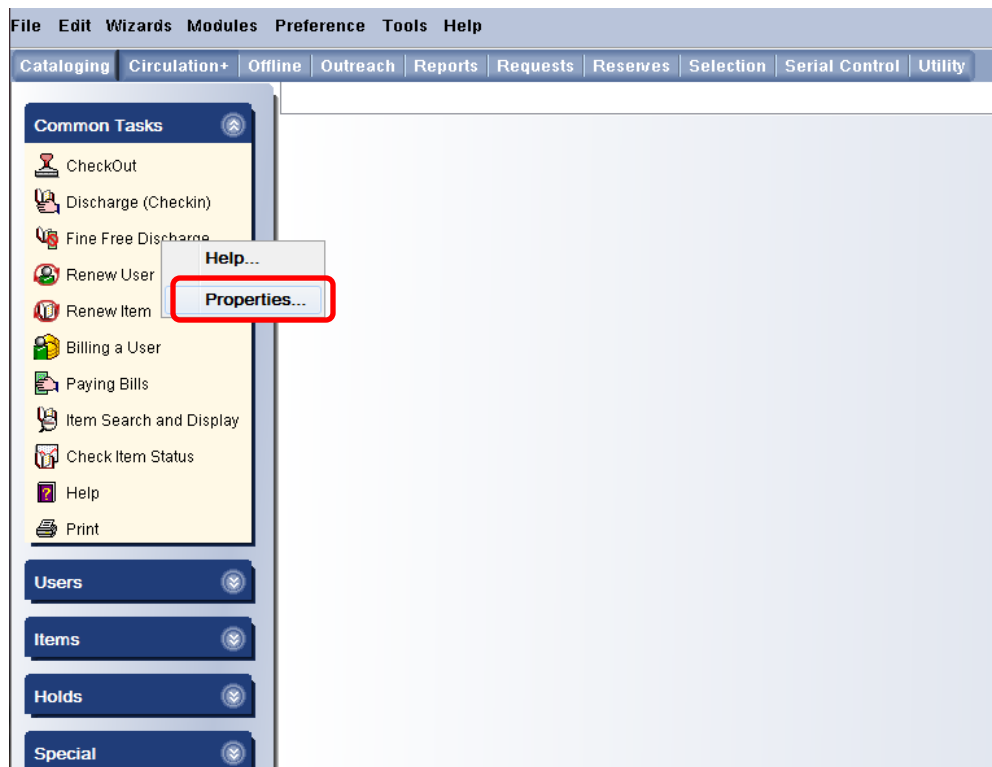 File Edit Wizards Modules Preference Tools Help
Cataloging Circulation+ Offline Outreach Reports Requests Reserves Selection Serial Control Utility
Common Tasks
CheckOut
Discharge (Checkin)
Fine Free Discharge
Help...
Renew User
Properties...
Renew Item
Billing a User
Paying Bills
Item Search and Display
Check Item Status
Help
Print
Users
Items
Holds
Special